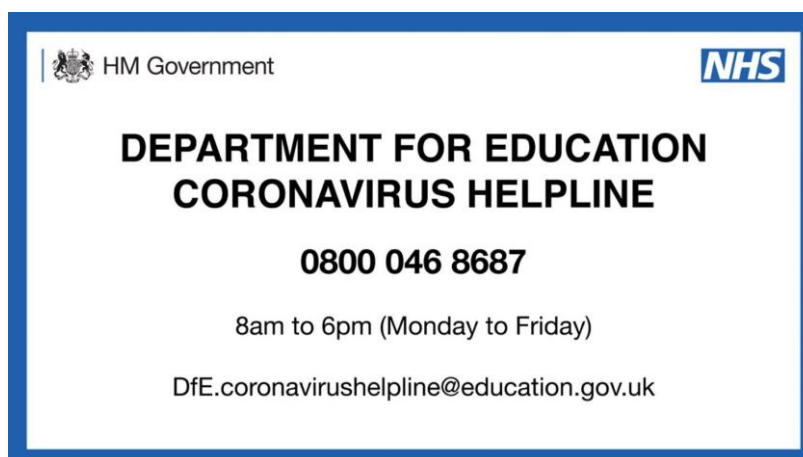 HM Government
NHS
DEPARTMENT FOR EDUCATION
CORONAVIRUS HELPLINE
0800 046 8687
8am to 6pm (Monday to Friday)
DfE.coronavirushelpline@education.gov.uk